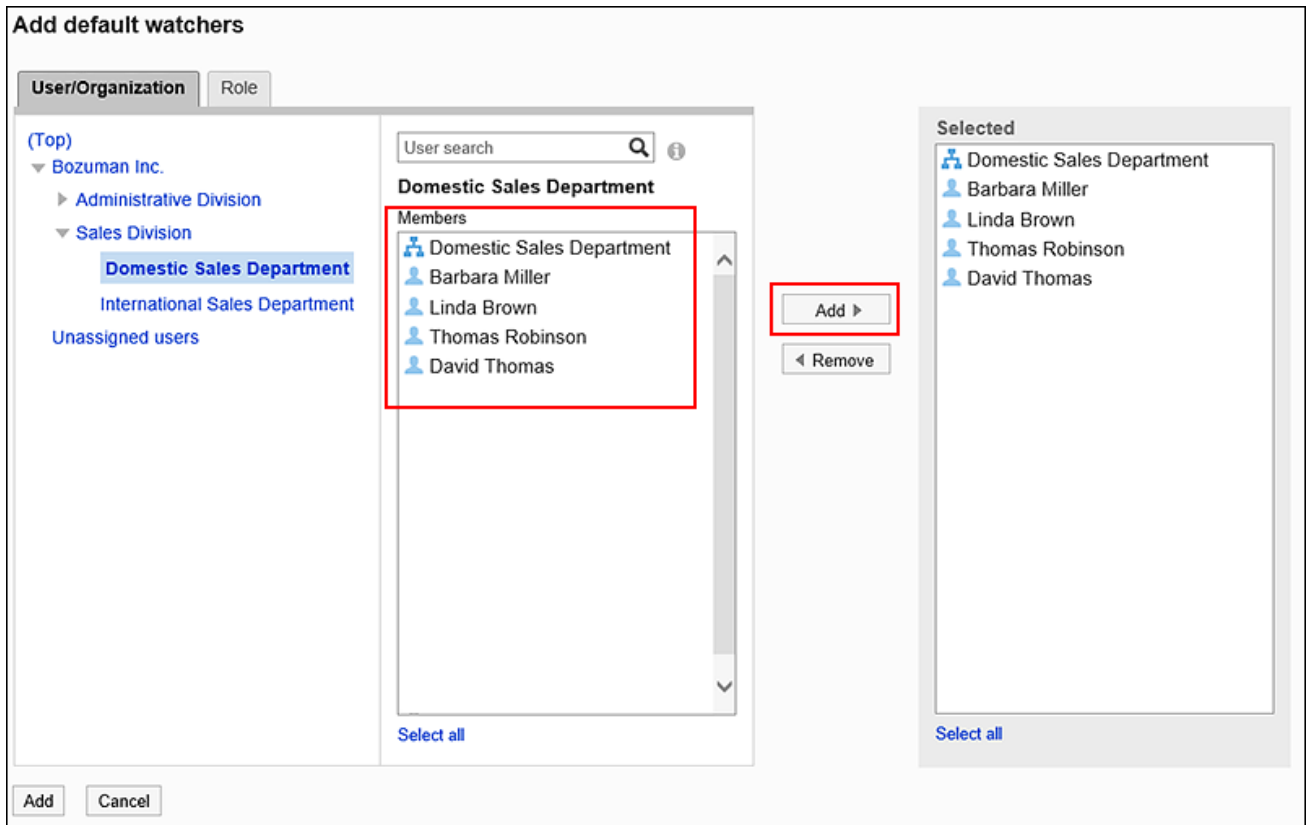 Add default watchers
User/Organization
Role
(Top)
Bozuman Inc.
Administrative Division
Sales Division
Domestic Sales Department
International Sales Department
Unassigned users
User search
Domestic Sales Department
Members
Domestic Sales Department
Barbara Miller
Linda Brown
Thomas Robinson
David Thomas
Select all
Add
Remove
Selected
Domestic Sales Department
Barbara Miller
Linda Brown
Thomas Robinson
David Thomas
Select all
Add
Cancel